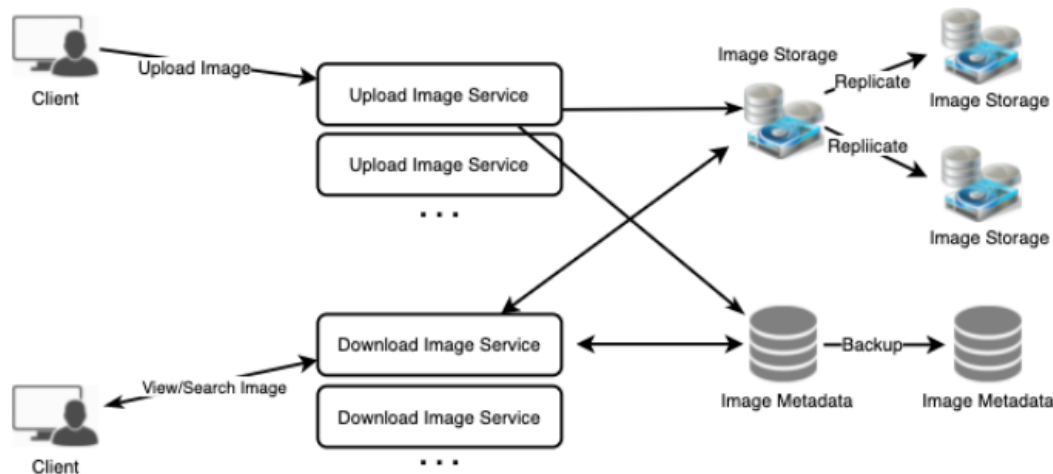 Upload Image
Client
Upload Image Service
Upload Image Service
...
Image Storage
Replicate
Image Storage
Repliicate
Image Storage
View/Search Image
Client
Download Image Service
Download Image Service
...
Backup
Image Metadata
Image Metadata